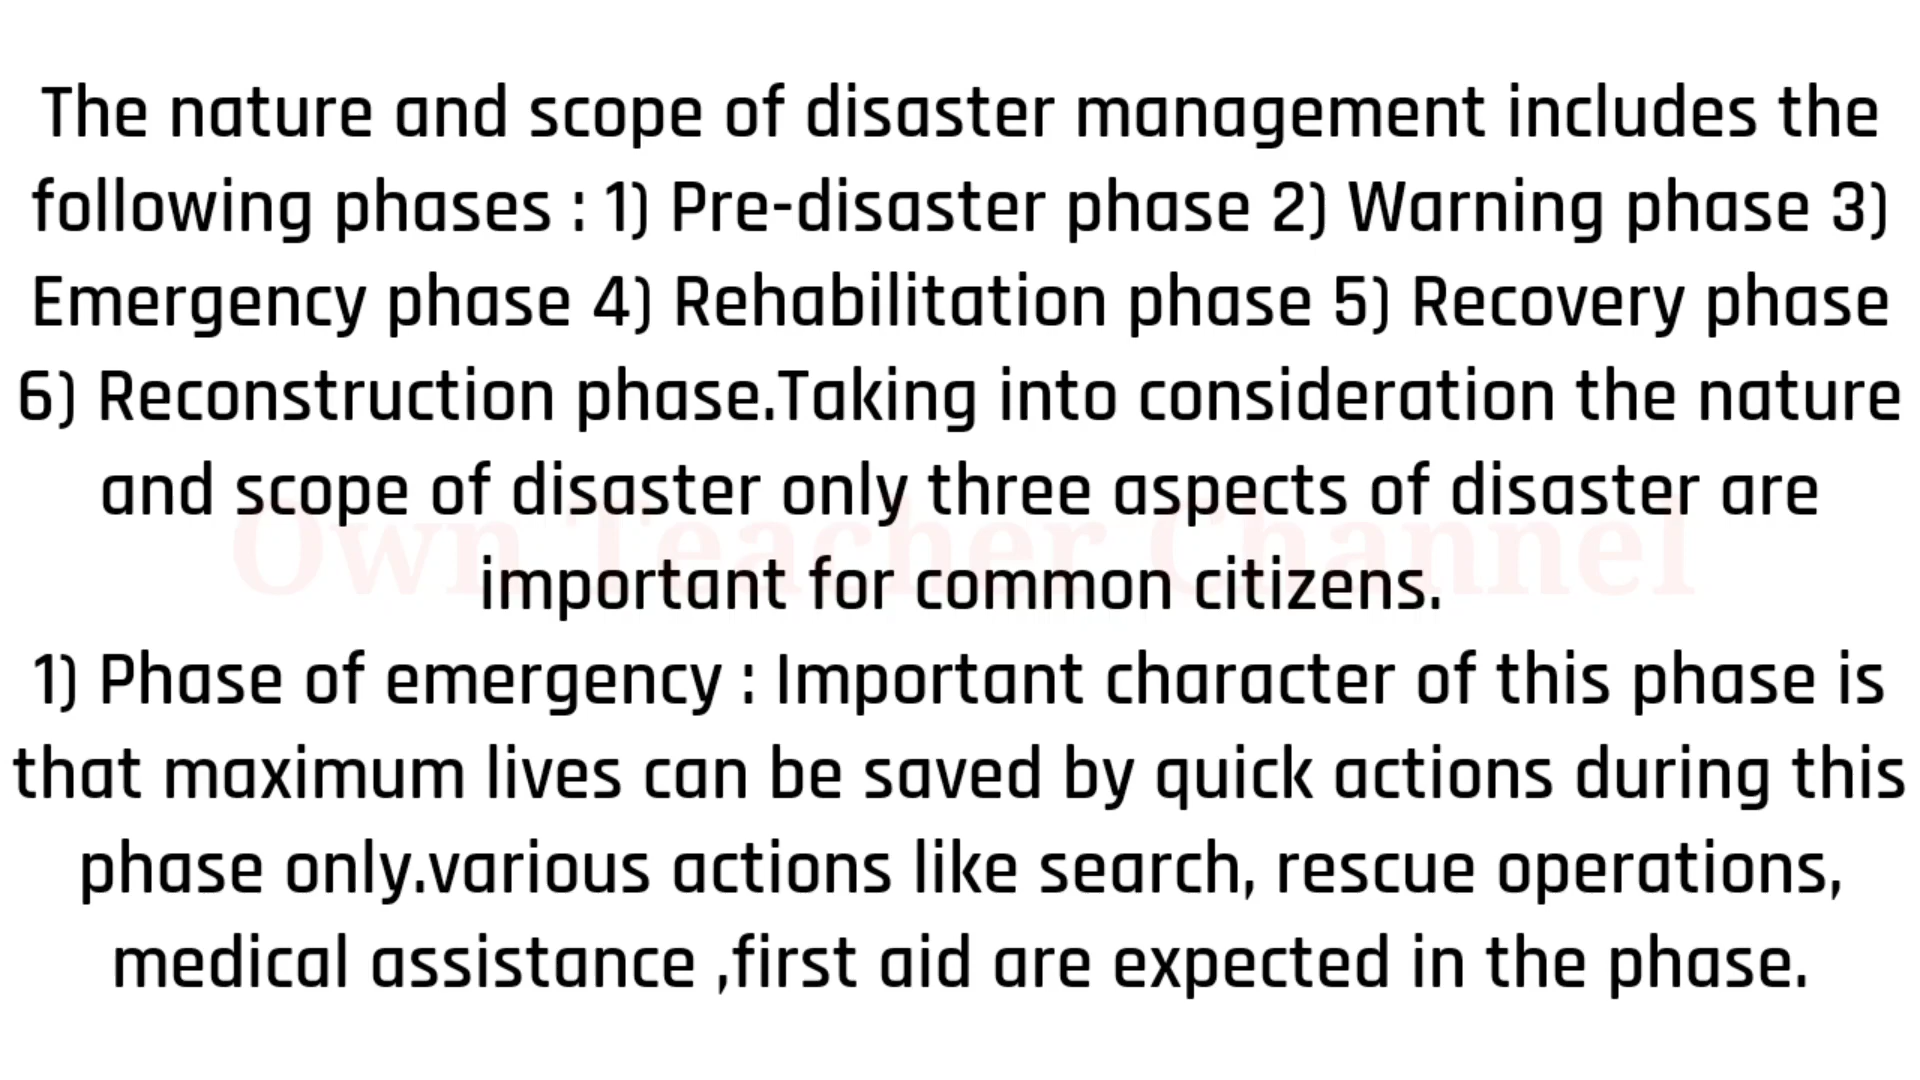 The nature and scope of disaster management includes the
following phases : 1) Pre-disaster phase 2) Warning phase 3)
Emergency phase 4) Rehabilitation phase 5) Recovery phase
6) Reconstruction phase.Taking into consideration the nature
and scope of disaster only three aspects of disaster are
Own Teacher Channel
important for common citizens.
1) Phase of emergency : Important character of this phase is
that maximum lives can be saved by quick actions during this
phase only.various actions like search, rescue operations,
medical assistance ,first aid are expected in the phase.